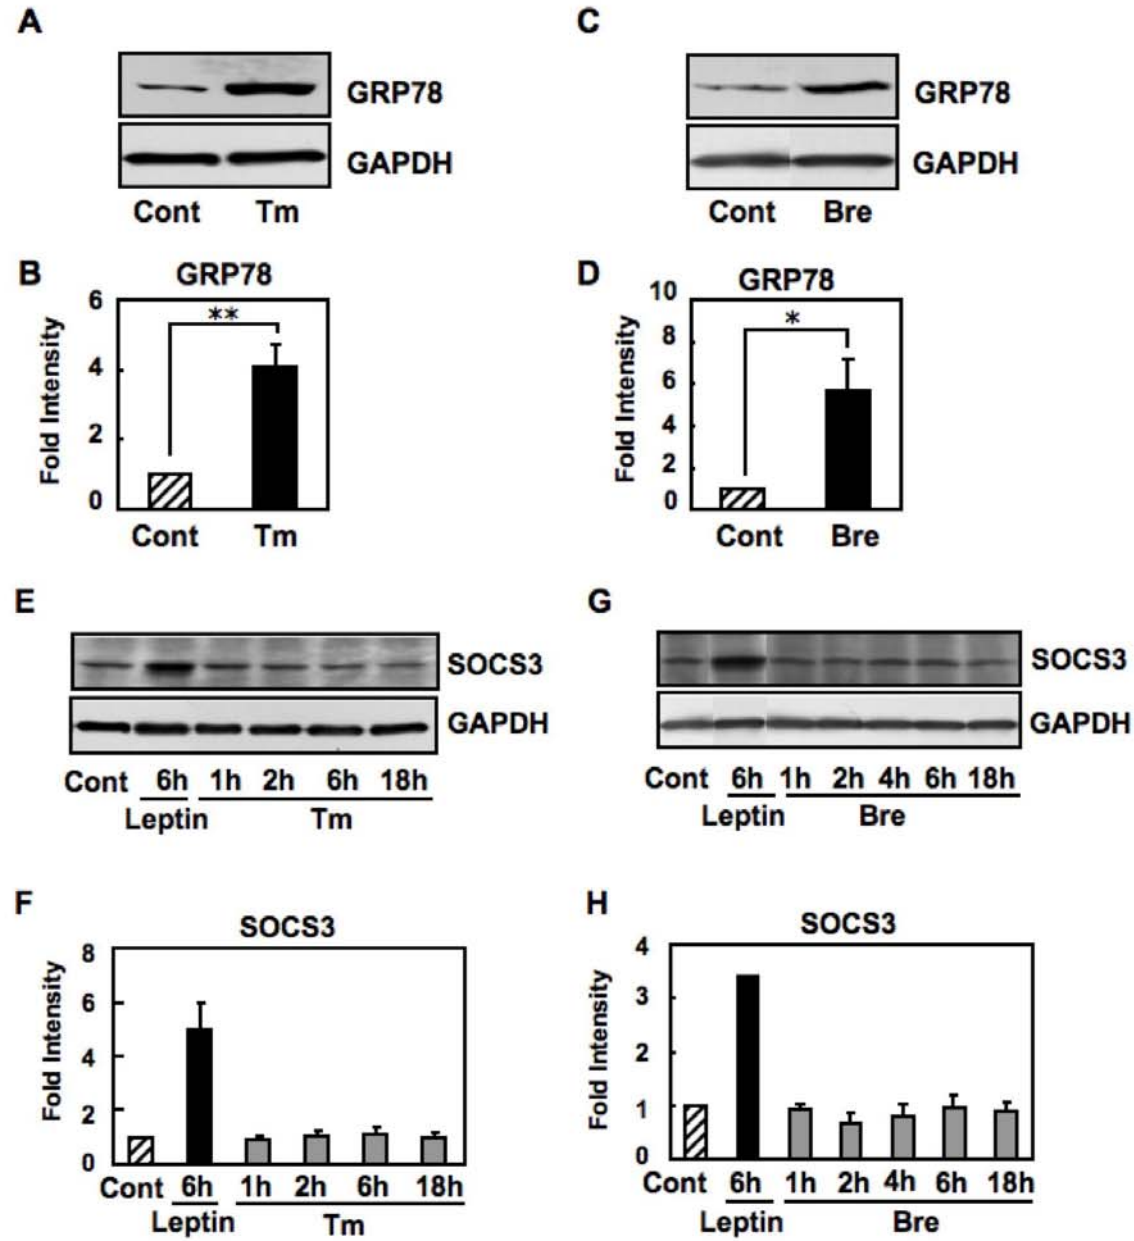 A
GRP78
GAPDH
Cont Tm
C
GRP78
GAPDH
Cont Bre
B
GRP78
Fold Intensity
6
4
2
0
**
Cont Tm
D
GRP78
Fold Intensity
10
8
6
4
2
0
*
Cont Bre
E
SOCS3
GAPDH
Cont 6h 1h 2h 6h 18h
Leptin Tm
G
SOCS3
GAPDH
Cont 6h 1h 2h 4h 6h 18h
Leptin Bre
F
SOCS3
Fold Intensity
8
6
4
2
0
Cont 6h 1h 2h 6h 18h
Leptin Tm
H
SOCS3
Fold Intensity
4
3
2
1
0
Cont 6h 1h 2h 4h 6h 18h
Leptin Bre